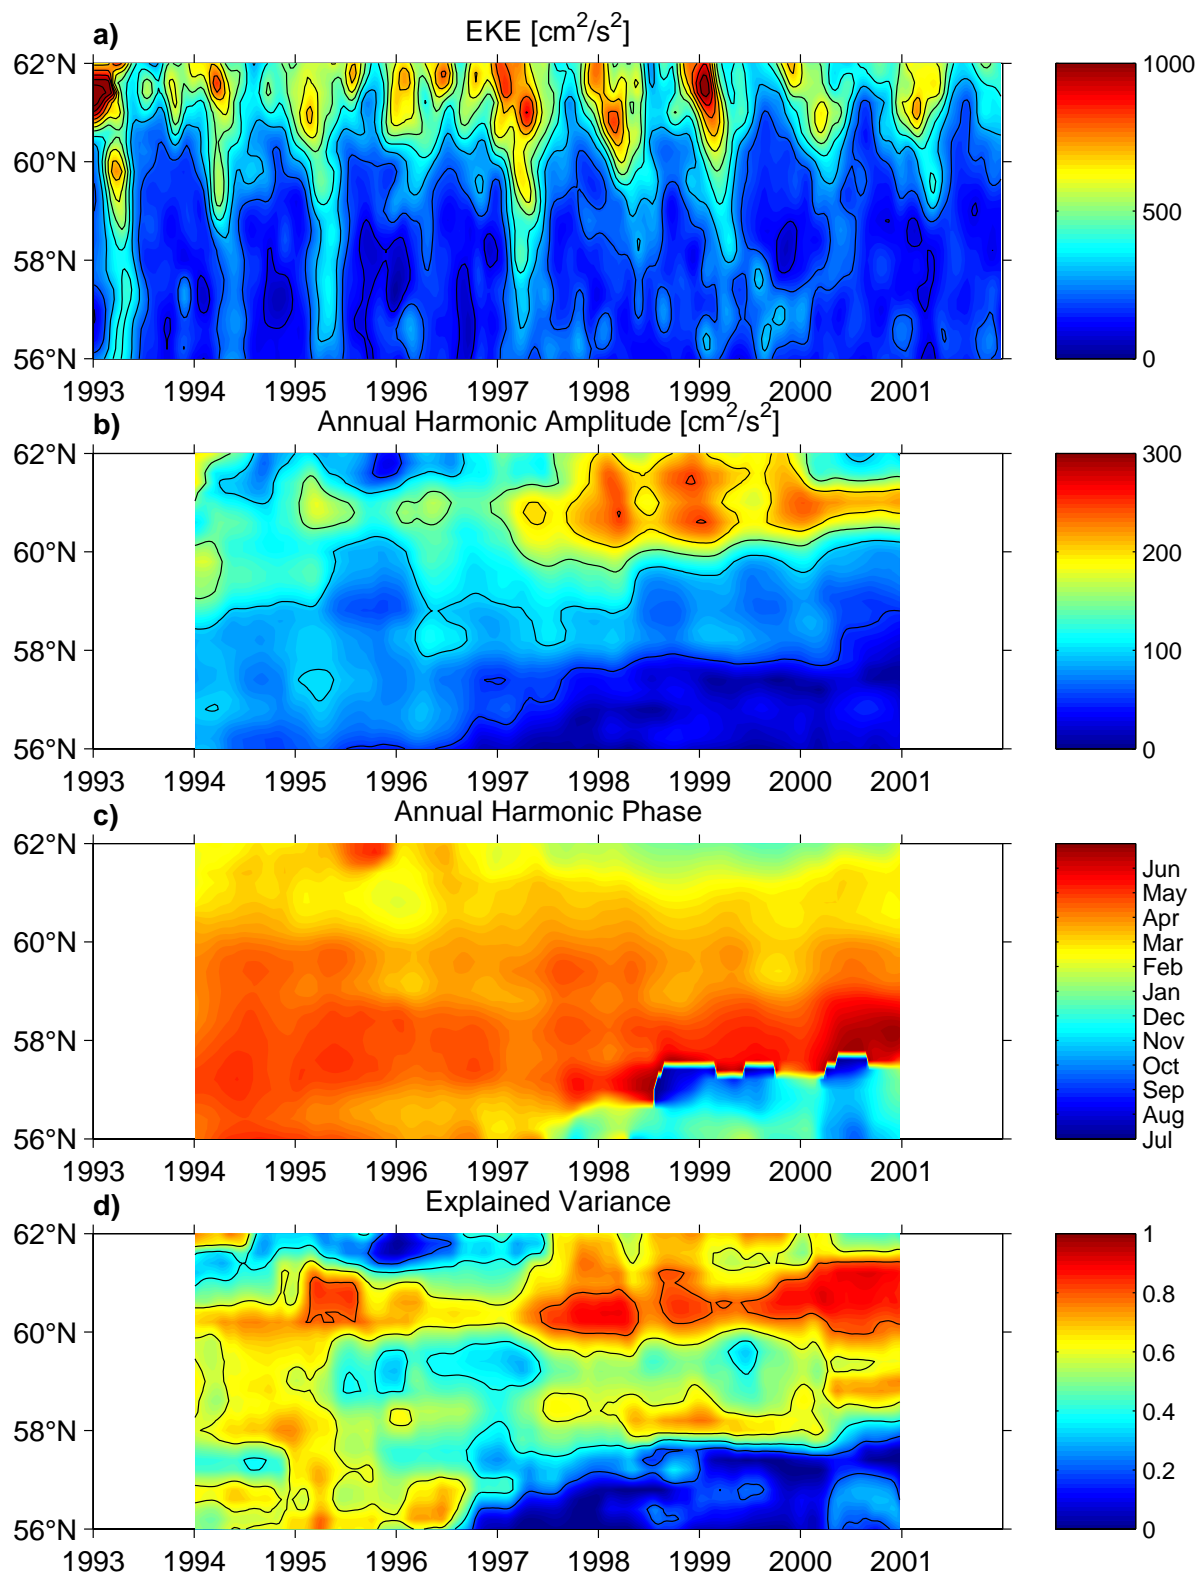 a)
EKE [cm2/s2]
62°N
60°N
58°N
56°N
1993 1994 1995 1996 1997 1998 1999 2000 2001
1000
500
0
b)
Annual Harmonic Amplitude [cm2/s2]
62°N
60°N
58°N
56°N
1993 1994 1995 1996 1997 1998 1999 2000 2001
300
200
100
0
c)
Annual Harmonic Phase
62°N
60°N
58°N
56°N
1993 1994 1995 1996 1997 1998 1999 2000 2001
Jun
May
Apr
Mar
Feb
Jan
Dec
Nov
Oct
Sep
Aug
Jul
d)
Explained Variance
62°N
60°N
58°N
56°N
1993 1994 1995 1996 1997 1998 1999 2000 2001
1
0.8
0.6
0.4
0.2
0